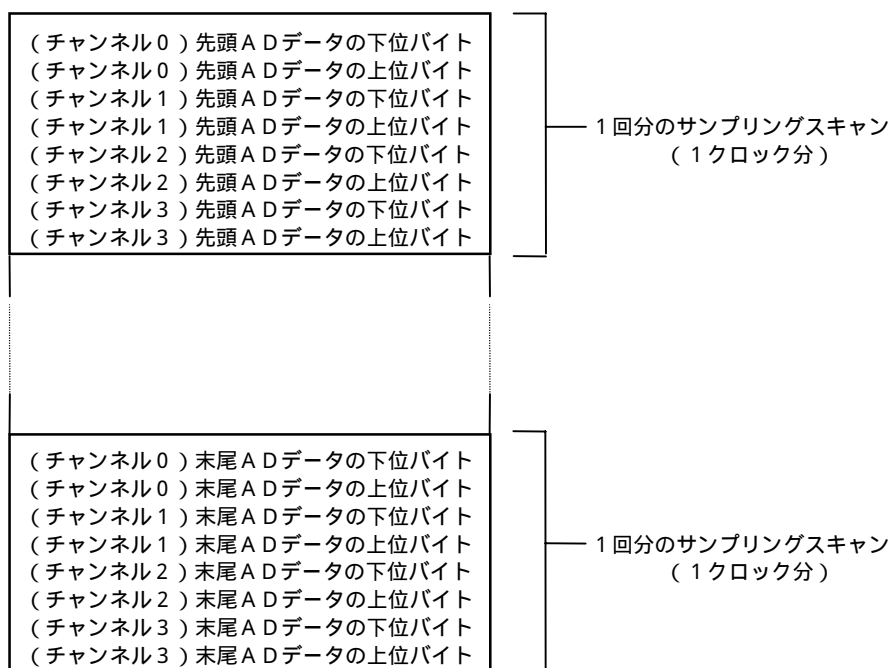 (チャンネル0)先頭ADデータの下位バイト
(チャンネル0)先頭ADデータの上位バイト
(チャンネル1)先頭ADデータの下位バイト
(チャンネル1)先頭ADデータの上位バイト
(チャンネル2)先頭ADデータの下位バイト
(チャンネル2)先頭ADデータの上位バイト
(チャンネル3)先頭ADデータの下位バイト
(チャンネル3)先頭ADデータの上位バイト
1回分のサンプリングスキャン
(1クロック分)
(チャンネル0)末尾ADデータの下位バイト
(チャンネル0)末尾ADデータの上位バイト
(チャンネル1)末尾ADデータの下位バイト
(チャンネル1)末尾ADデータの上位バイト
(チャンネル2)末尾ADデータの下位バイト
(チャンネル2)末尾ADデータの上位バイト
(チャンネル3)末尾ADデータの下位バイト
(チャンネル3)末尾ADデータの上位バイト
1回分のサンプリングスキャン
(1クロック分)